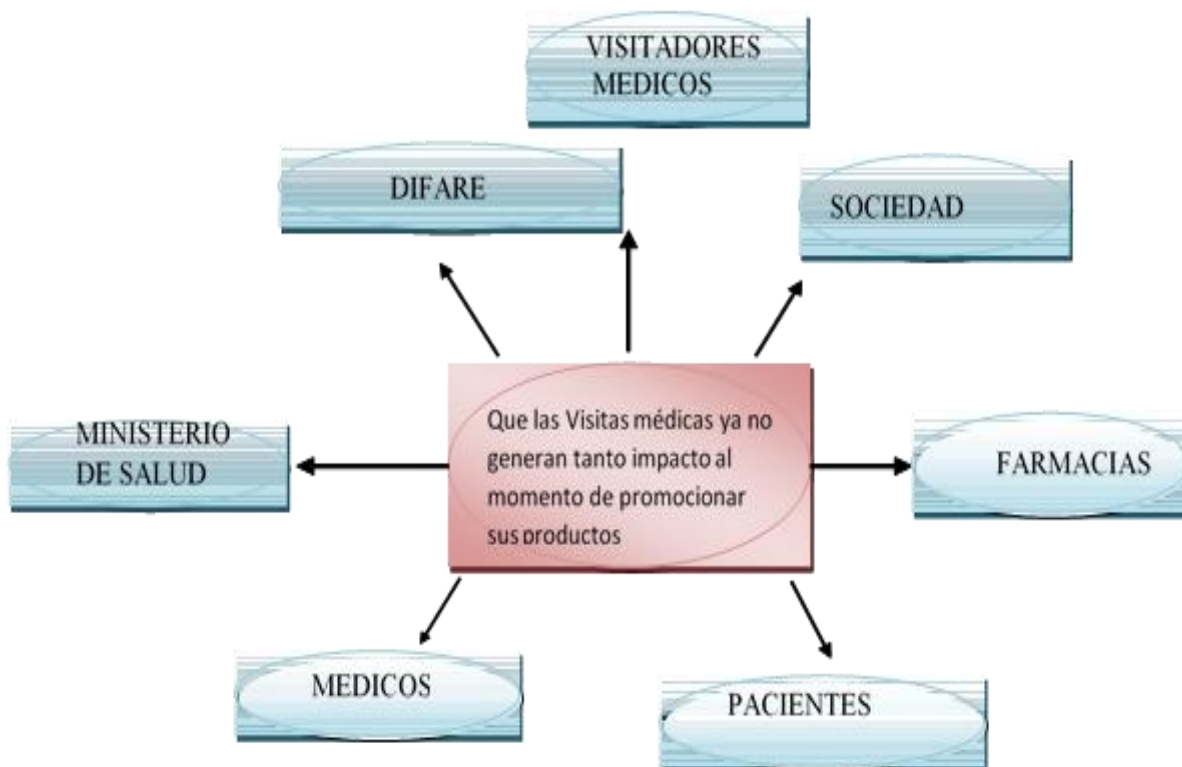 VISITADORES
MEDICOS
DIFARE
SOCIEDAD
MINISTERIO
DE SALUD
Que las Visitas médicas ya no
generan tanto impacto al
momento de promocionar
sus productos
FARMACIAS
MEDICOS
PACIENTES